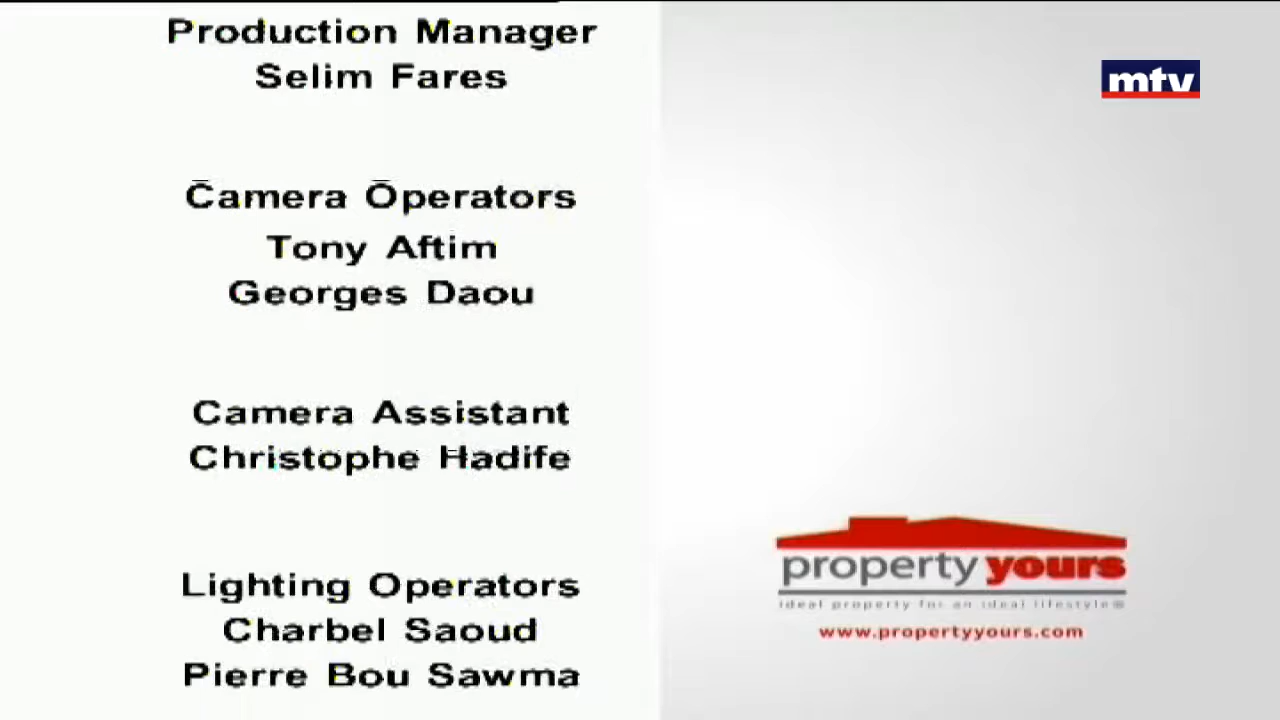 Production Manager
Selim Fares
Camera Operators
Tony Aftim
Georges Daou
Camera Assistant
Christophe Hadife
Lighting Operators
Charbel Saoud
Pierre Bou Sawma
mtv
property yours
ideal property for an ideal lifestyle
www.propertyyours.com